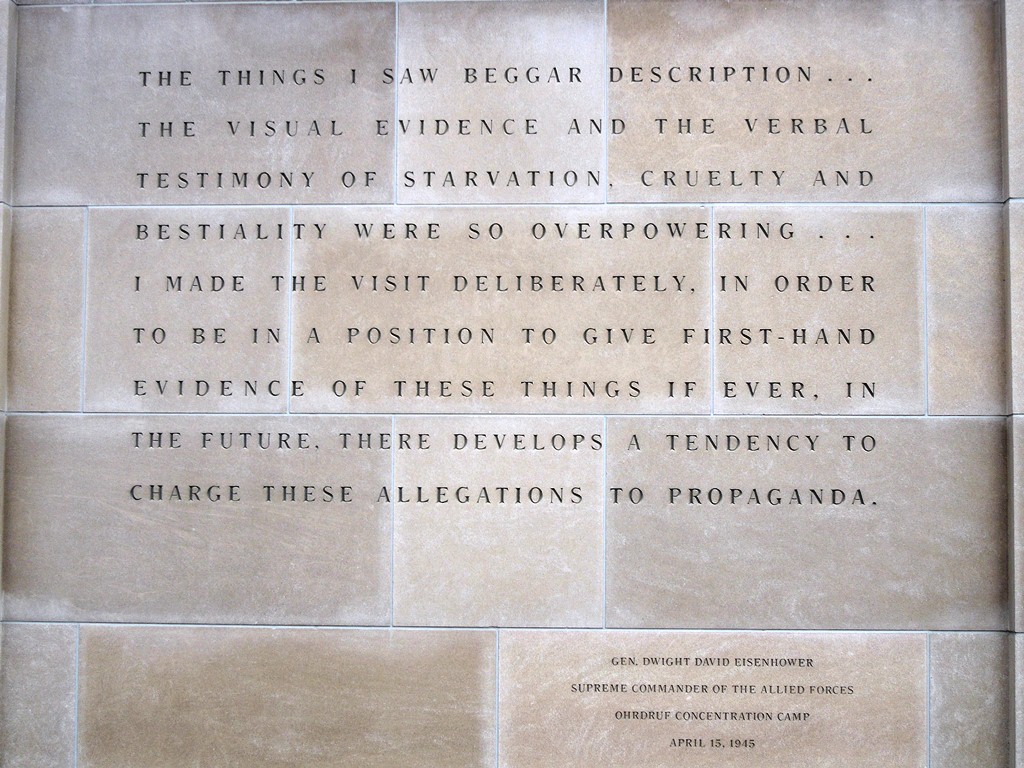 THE THINGS I SAW BEGGAR DESCRIPTION...
THE VISUAL EVIDENCE AND THE VERBAL
TESTIMONY OF STARVATION, CRUELTY AND
BESTIALITY WERE SO OVERPOWERING...
I MADE THE VISIT DELIBERATELY, IN ORDER
TO BE IN A POSITION TO GIVE FIRST-HAND
EVIDENCE OF THESE THINGS IF EVER, IN
THE FUTURE, THERE DEVELOPS A TENDENCY TO
CHARGE THESE ALLEGATIONS TO PROPAGANDA.
GEN. DWIGHT DAVID EISENHOWER
SUPREME COMMANDER OF THE ALLIED FORCES
OHRDRUF CONCENTRATION CAMP
APRIL 15, 1945